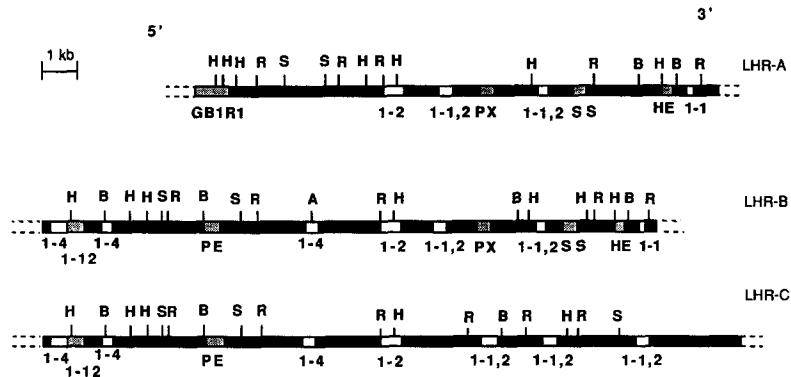 5'
3'
1 kb
H H H R S S R H R H H R B H B R
LHR-A
GB1R1 1-2 1-1,2 PX 1-1,2 S S HE 1-1
H B H H S R B S R A R H B H H R H B R
LHR-B
1-4 1-4 PE 1-4 1-2 1-1,2 PX 1-1,2 S S HE 1-1
1-12
H B H H S R B S R R H R B R H R S
LHR-C
1-4 1-4 PE 1-4 1-2 1-1,2 1-1,2 1-1,2
1-12